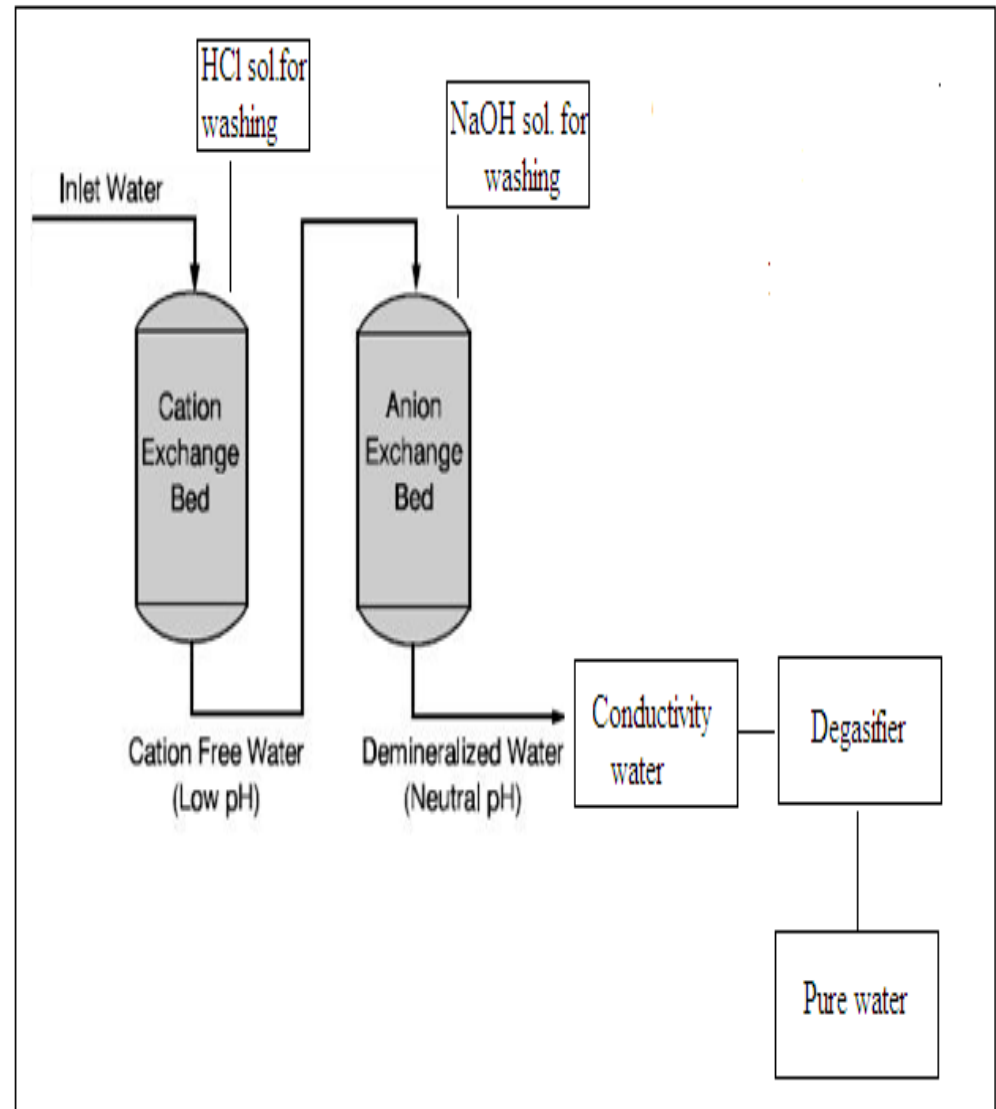 HCl sol.for
washing
NaOH sol. for
washing
Inlet Water
Cation
Exchange
Bed
Anion
Exchange
Bed
Cation Free Water
(Low pH)
Demineralized Water
(Neutral pH)
Conductivity
water
Degasifier
Pure water